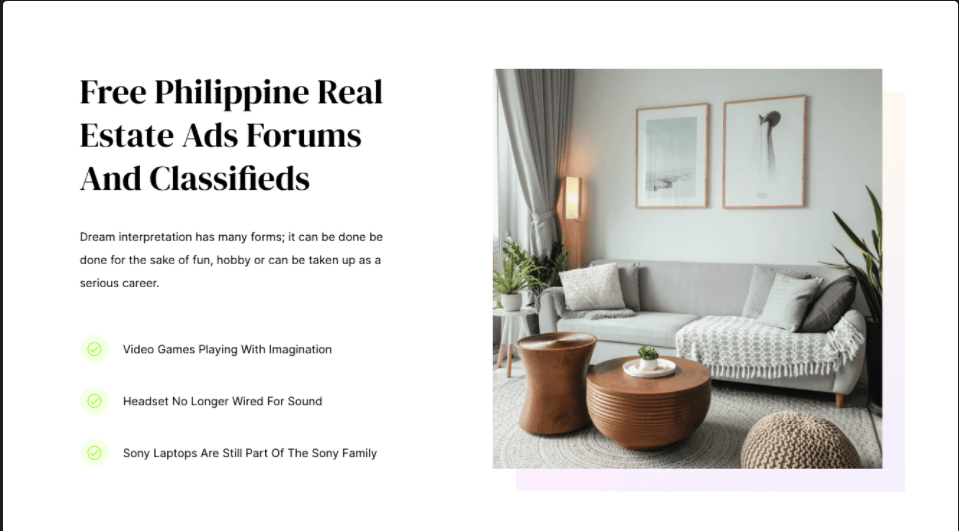 Free Philippine Real
Estate Ads Forums
And Classifieds
Dream interpretation has many forms; it can be done be
done for the sake of fun, hobby or can be taken up as a
serious career.
Video Games Playing With Imagination
Headset No Longer Wired For Sound
Sony Laptops Are Still Part Of The Sony Family